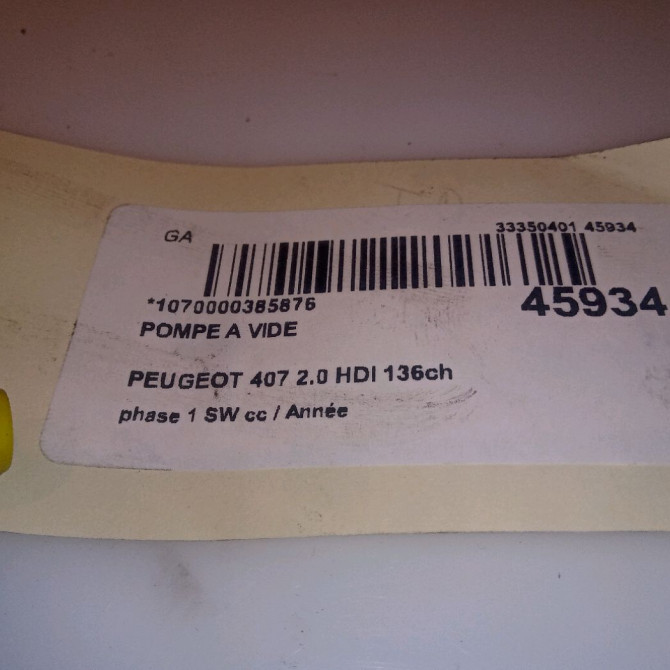 GA
33350401 45934
*1070000385876
45934
POMPE A VIDE
PEUGEOT 407 2.0 HDI 136ch
phase 1 SW cc / Année